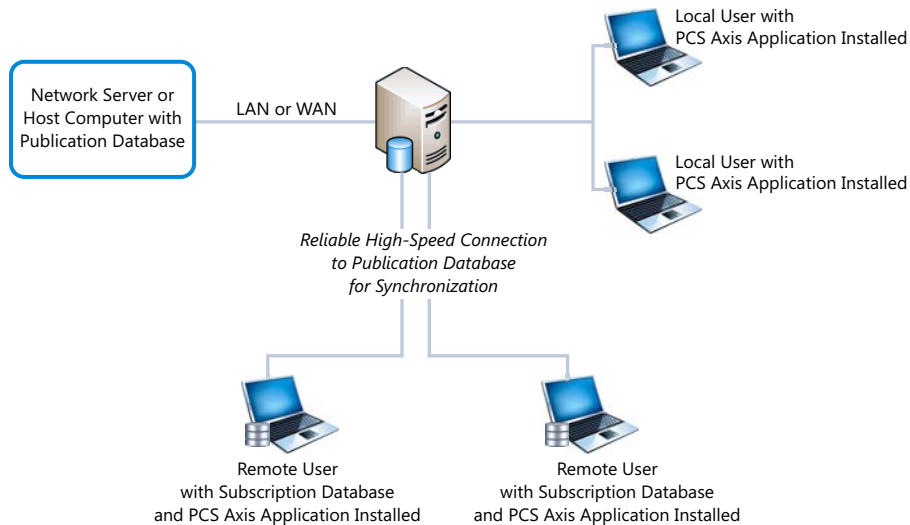 Local User with
PCS Axis Application Installed
Network Server or
Host Computer with
Publication Database
LAN or WAN
Local User with
PCS Axis Application Installed
Reliable High-Speed Connection
to Publication Database
for Synchronization
Remote User
with Subscription Database
and PCS Axis Application Installed
Remote User
with Subscription Database
and PCS Axis Application Installed